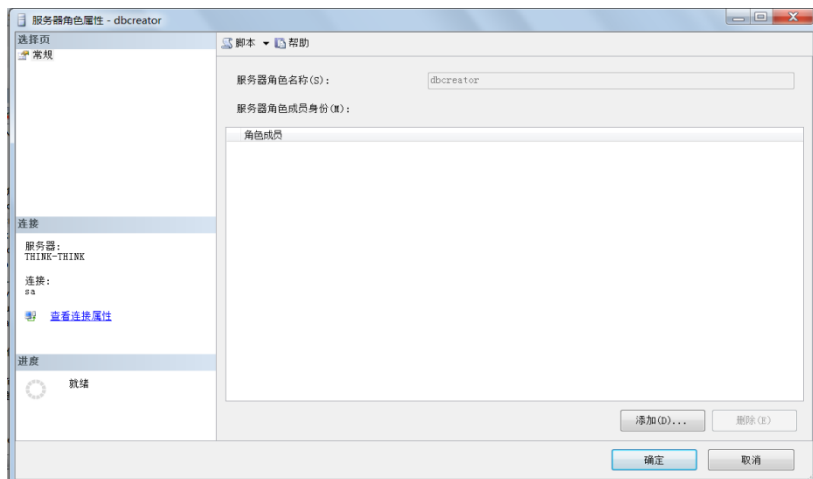 服务器角色属性 - dbcreator
选择页
常规
脚本 帮助
服务器角色名称(S):
dbcreator
服务器角色成员身份(M):
角色成员
连接
服务器:
THINK-THINK
连接:
sa
查看连接属性
进度
就绪
添加(D)...
删除(R)
确定
取消